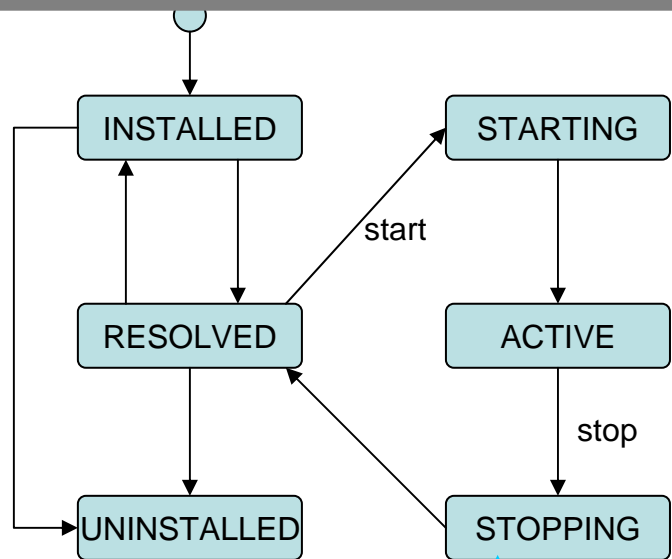 INSTALLED
STARTING
start
RESOLVED
ACTIVE
stop
UNINSTALLED
STOPPING